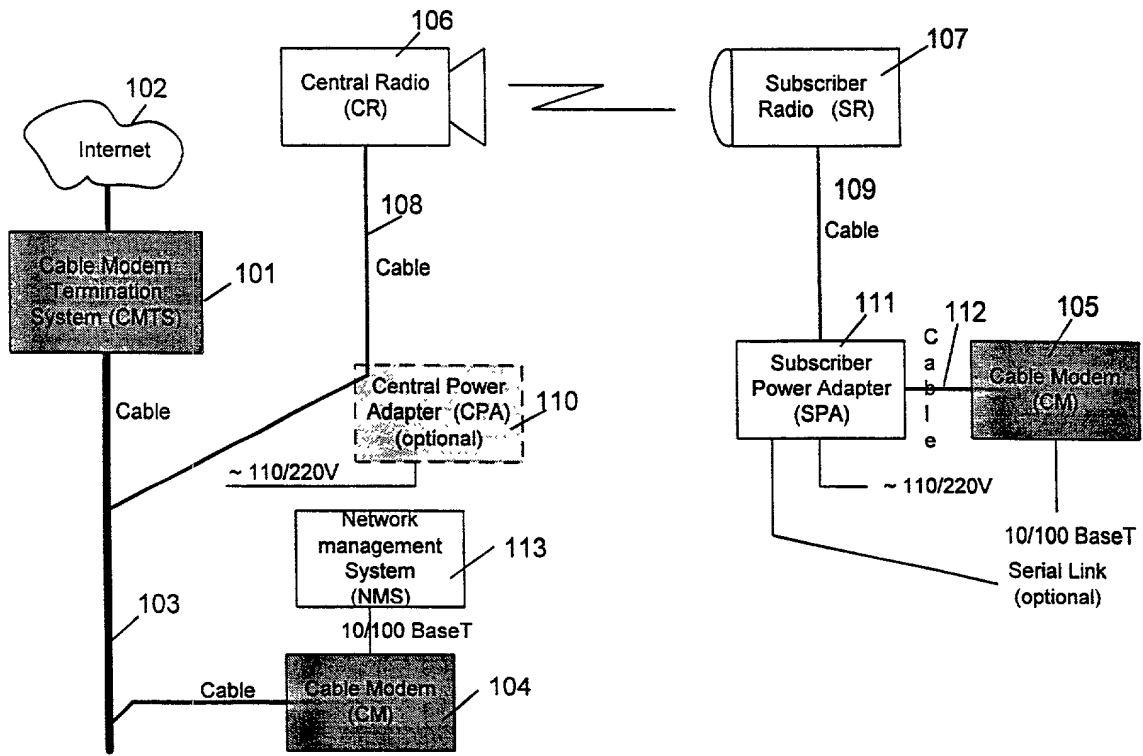 106
107
102
Central Radio
(CR)
Subscriber
Radio (SR)
Internet
108
109
Cable
Cable
Cable Modem
Termination
System (CMTS)
101
111
112
105
Cable
Subscriber
Power Adapter
(SPA)
Cable Modem
(CM)
Cable
Central Power
Adapter (CPA)
(optional)
110
~ 110/220V
~ 110/220V
Network
management
System
(NMS)
113
10/100 BaseT
Serial Link
(optional)
103
10/100 BaseT
Cable
Cable Modem
(CM)
104